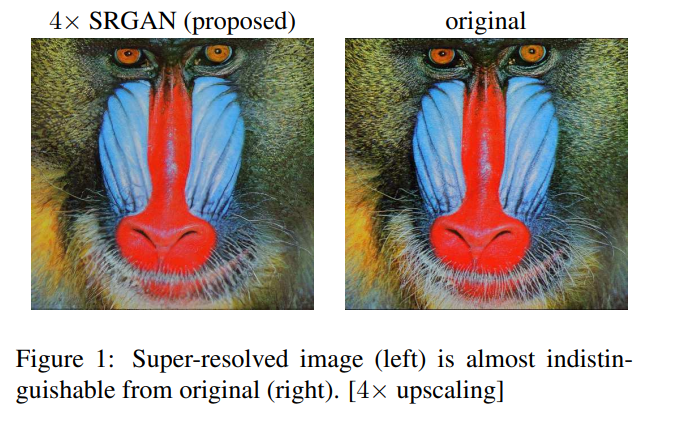 4× SRGAN (proposed) original
Figure 1: Super-resolved image (left) is almost indistin-
guishable from original (right). [4× upscaling]